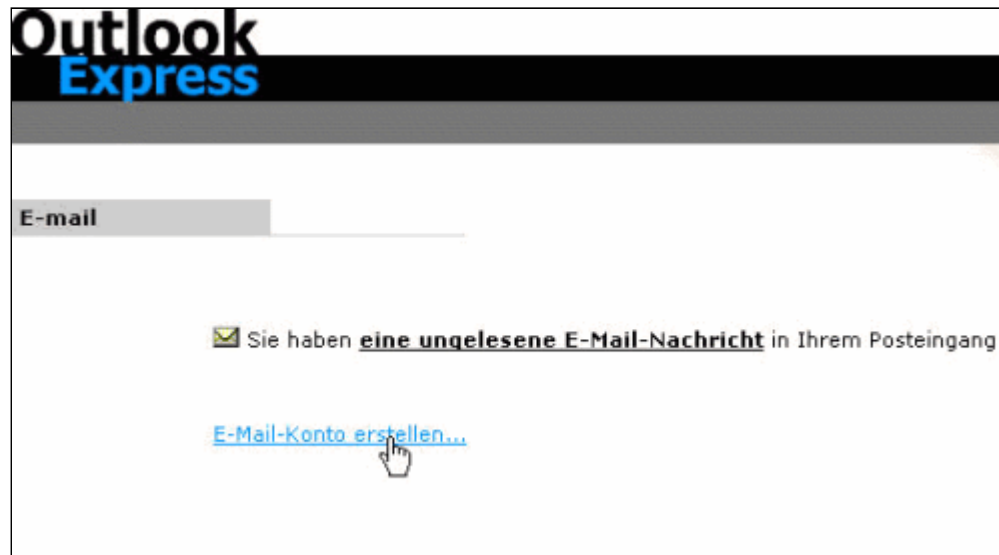 Outlook
Express
E-mail
Sie haben eine ungelesene E-Mail-Nachricht in Ihrem Posteingang
E-Mail-Konto erstellen...